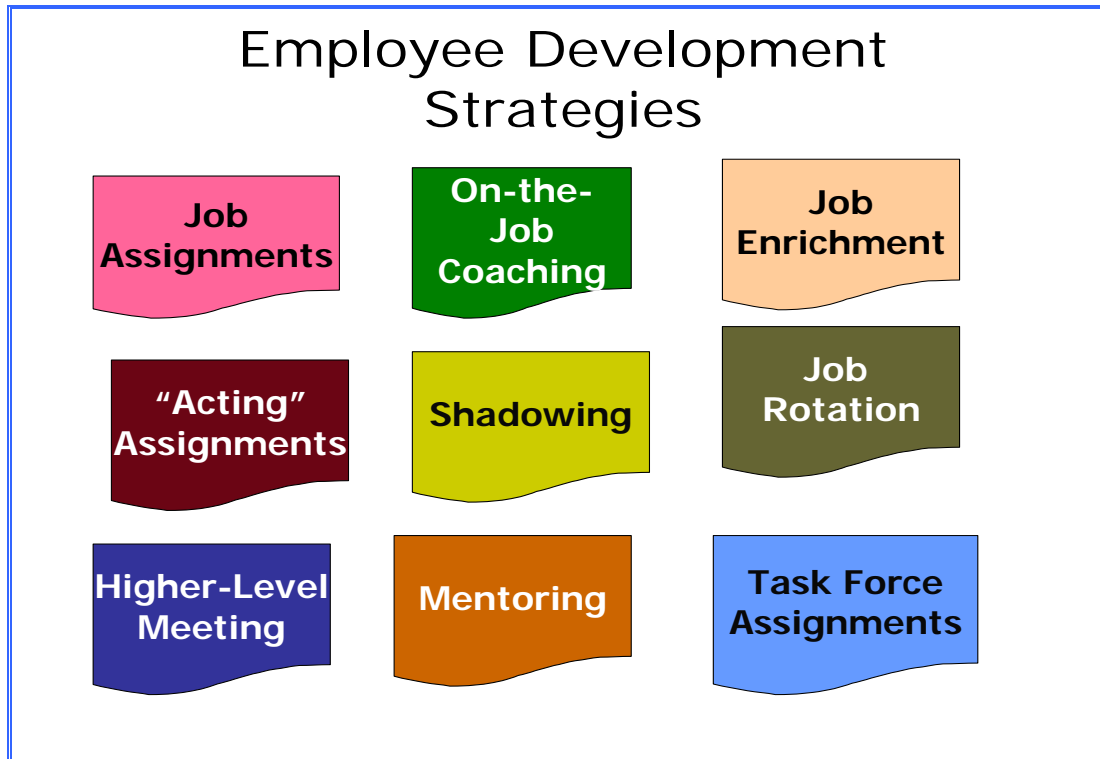 Employee Development
Strategies
Job
Assignments
On-the-
Job
Coaching
Job
Enrichment
“Acting”
Assignments
Shadowing
Job
Rotation
Higher-Level
Meeting
Mentoring
Task Force
Assignments